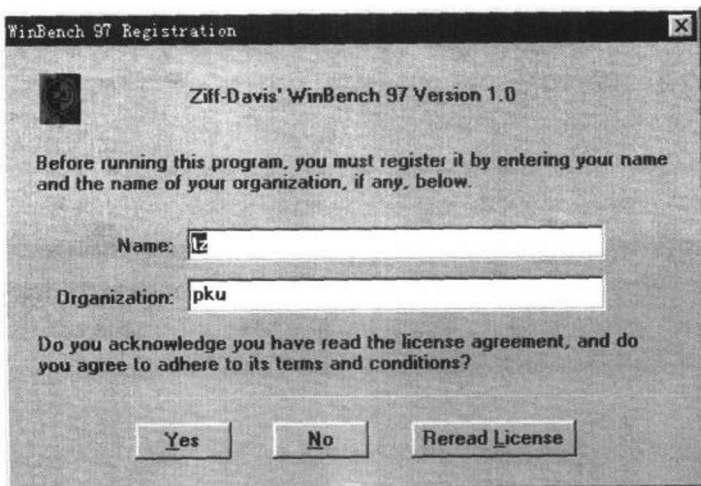 WinBench 97 Registration
Ziff-Davis' WinBench 97 Version 1.0
Before running this program, you must register it by entering your name
and the name of your organization, if any, below.
Name: lz
Organization: pku
Do you acknowledge you have read the license agreement, and do
you agree to adhere to its terms and conditions?
Yes No Reread License